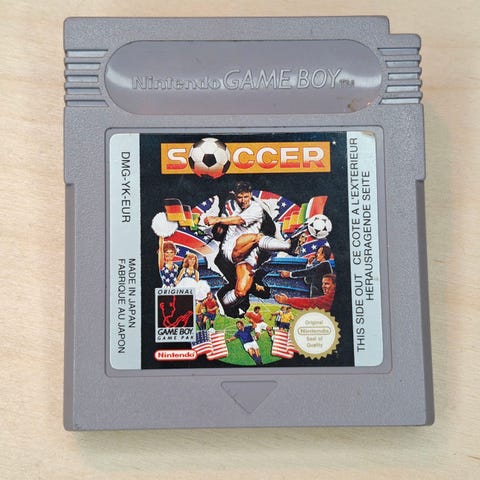 Nintendo GAME BOY TM
SOCCER
DMG-YK-EUR
MADE IN JAPAN
FABRIQUE AU JAPON
THIS SIDE OUT CE COTE A L'EXTERIEUR
HERAUSRAGENDE SEITE
ORIGINAL
GAME BOY
GAME PAK
Nintendo
Original
Nintendo
Seal of
Quality